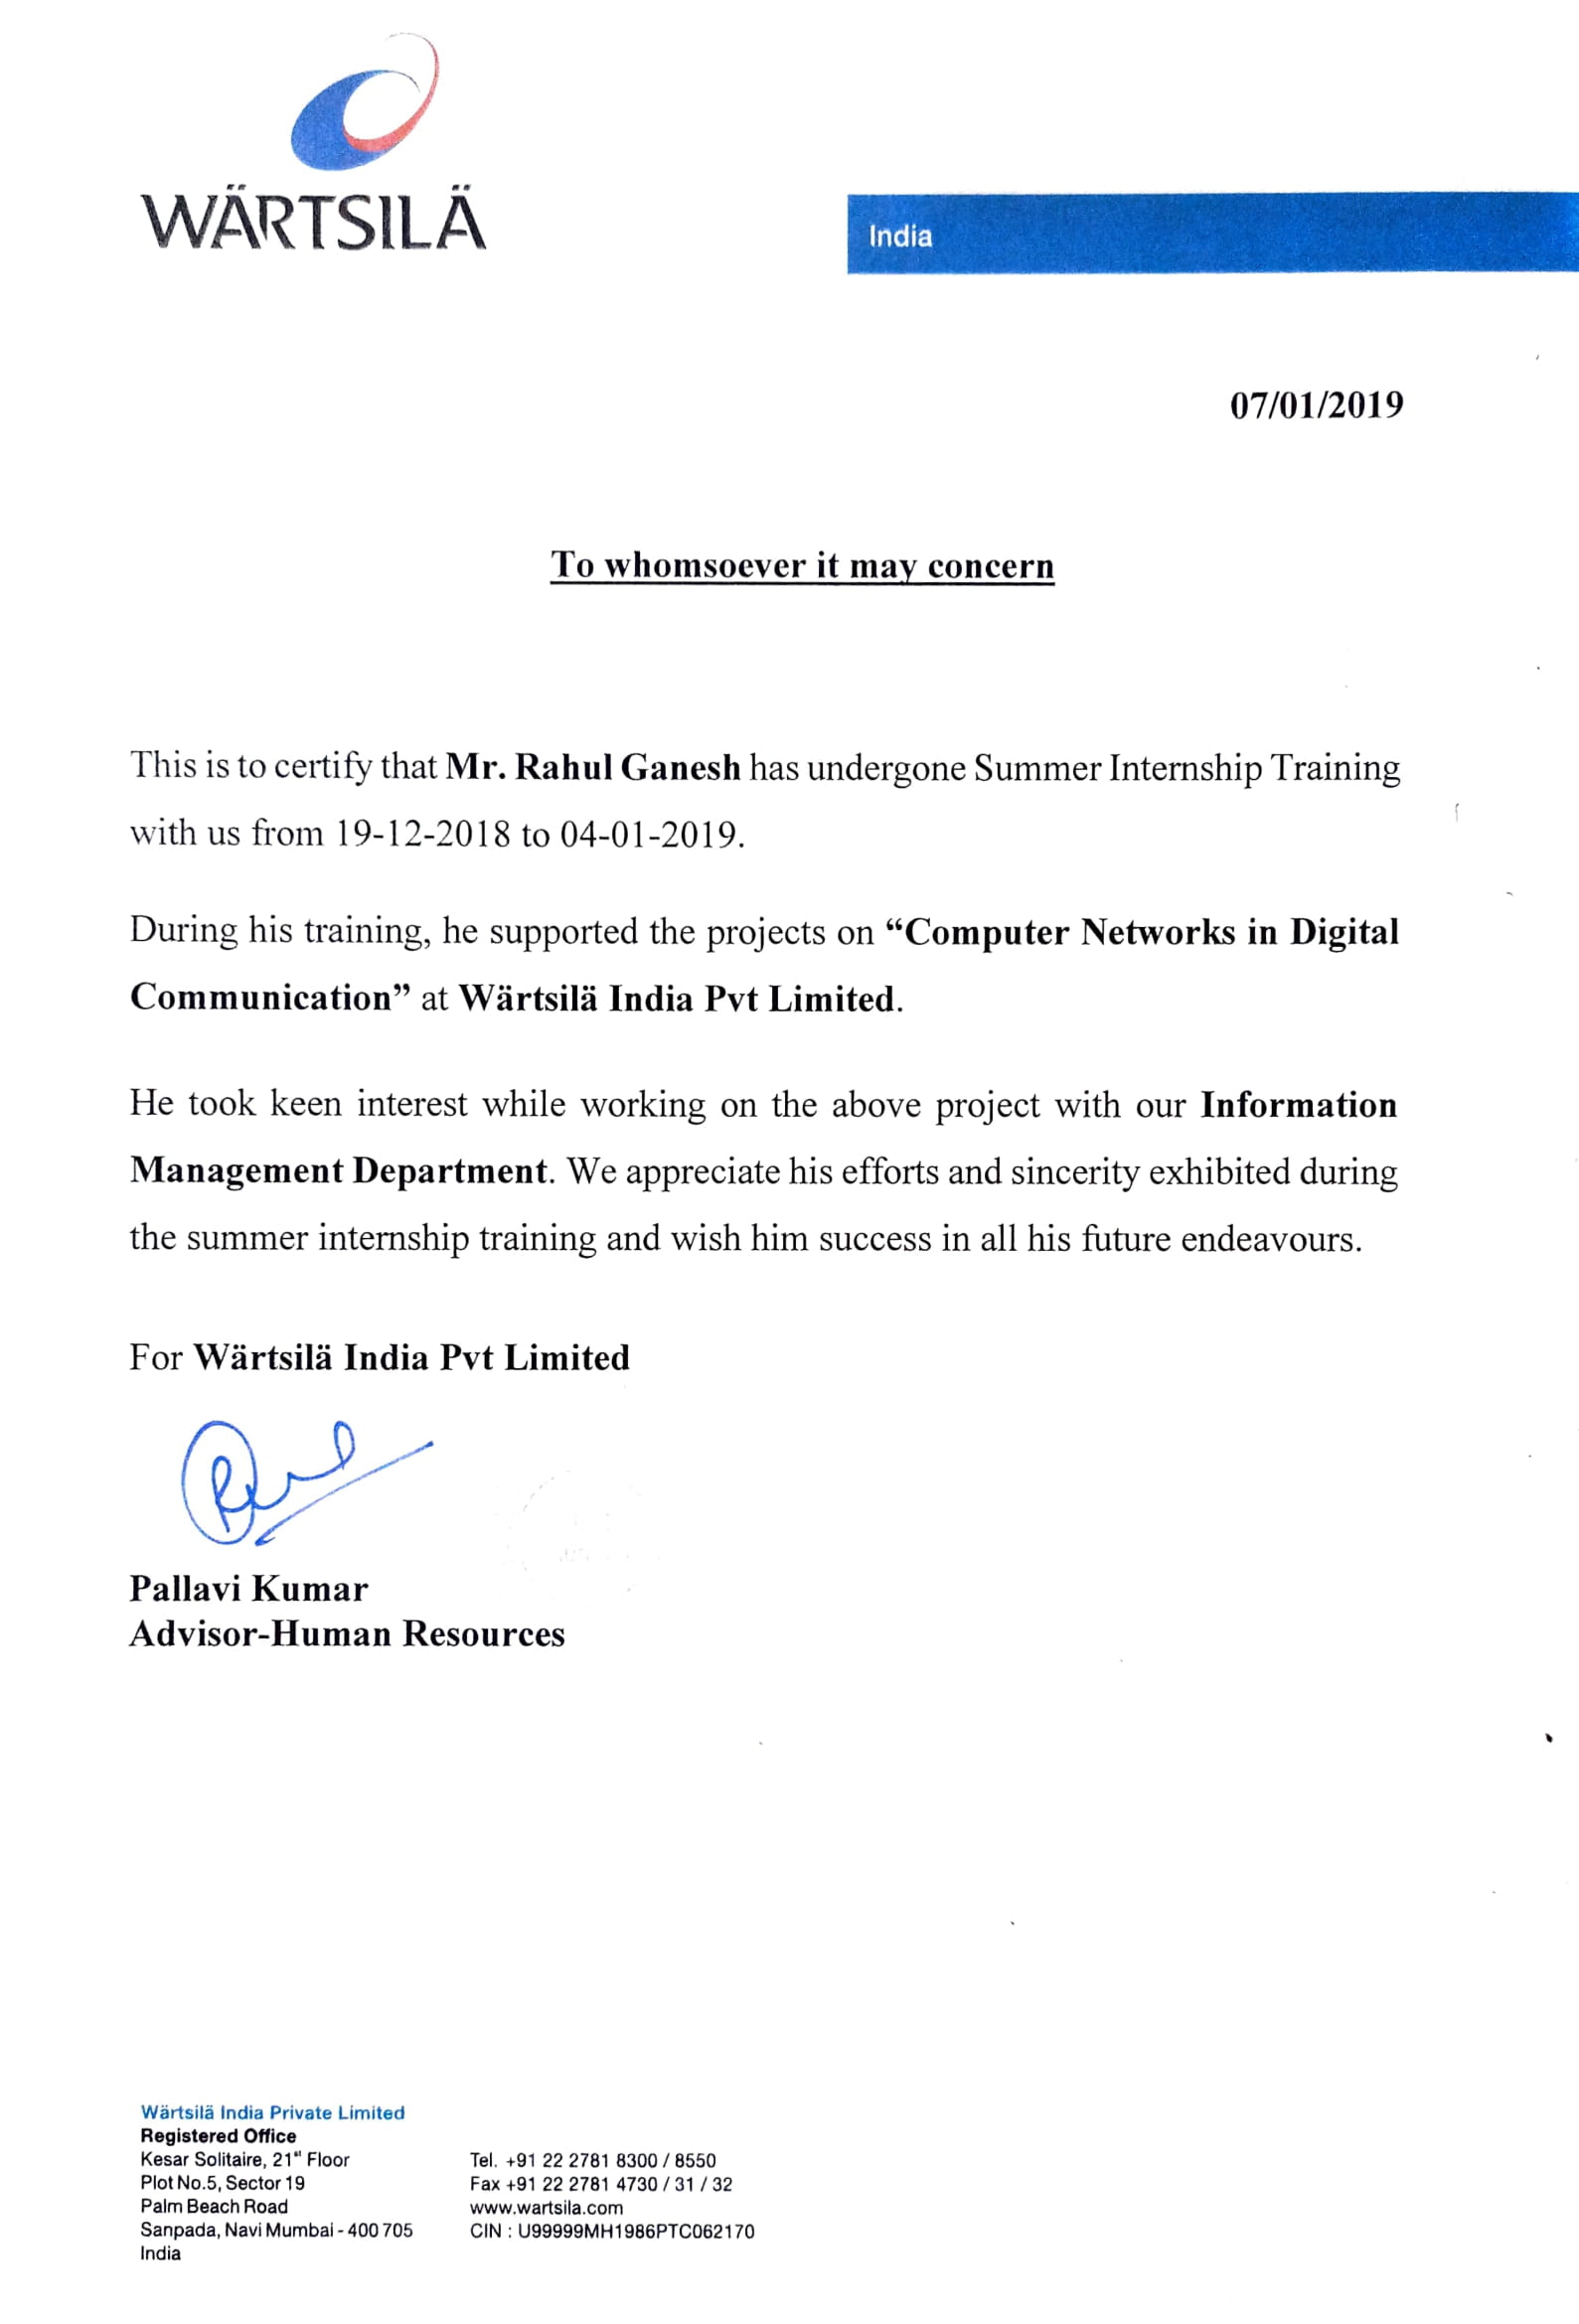 WÄRTSILÄ
India
07/01/2019
To whomsoever it may concern
This is to certify that Mr. Rahul Ganesh has undergone Summer Internship Training
with us from 19-12-2018 to 04-01-2019.
During his training, he supported the projects on “Computer Networks in Digital
Communication” at Wärtsilä India Pvt Limited.
He took keen interest while working on the above project with our Information
Management Department. We appreciate his efforts and sincerity exhibited during
the summer internship training and wish him success in all his future endeavours.
For Wärtsilä India Pvt Limited
Pallavi Kumar
Advisor-Human Resources
Wärtsilä India Private Limited
Registered Office
Kesar Solitaire, 21st Floor
Plot No.5, Sector 19
Palm Beach Road
Sanpada, Navi Mumbai - 400 705
India
Tel. +91 22 2781 8300 / 8550
Fax +91 22 2781 4730 / 31 / 32
www.wartsila.com
CIN : U99999MH1986PTC062170